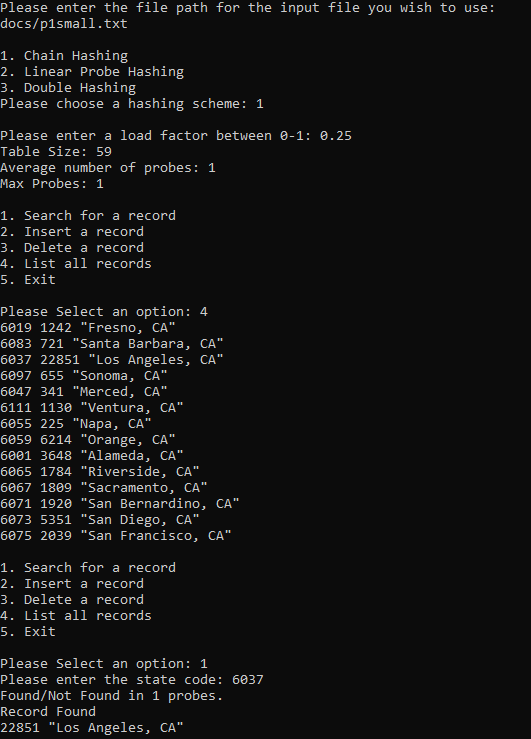 Please enter the file path for the input file you wish to use:
docs/p1small.txt
1. Chain Hashing
2. Linear Probe Hashing
3. Double Hashing
Please choose a hashing scheme: 1
Please enter a load factor between 0-1: 0.25
Table Size: 59
Average number of probes: 1
Max Probes: 1
1. Search for a record
2. Insert a record
3. Delete a record
4. List all records
5. Exit
Please Select an option: 4
6019 1242 "Fresno, CA"
6083 721 "Santa Barbara, CA"
6037 22851 "Los Angeles, CA"
6097 655 "Sonoma, CA"
6047 341 "Merced, CA"
6111 1130 "Ventura, CA"
6055 225 "Napa, CA"
6059 6214 "Orange, CA"
6001 3648 "Alameda, CA"
6065 1784 "Riverside, CA"
6067 1809 "Sacramento, CA"
6071 1920 "San Bernardino, CA"
6073 5351 "San Diego, CA"
6075 2039 "San Francisco, CA"
1. Search for a record
2. Insert a record
3. Delete a record
4. List all records
5. Exit
Please Select an option: 1
Please enter the state code: 6037
Found/Not Found in 1 probes.
Record Found
22851 "Los Angeles, CA"